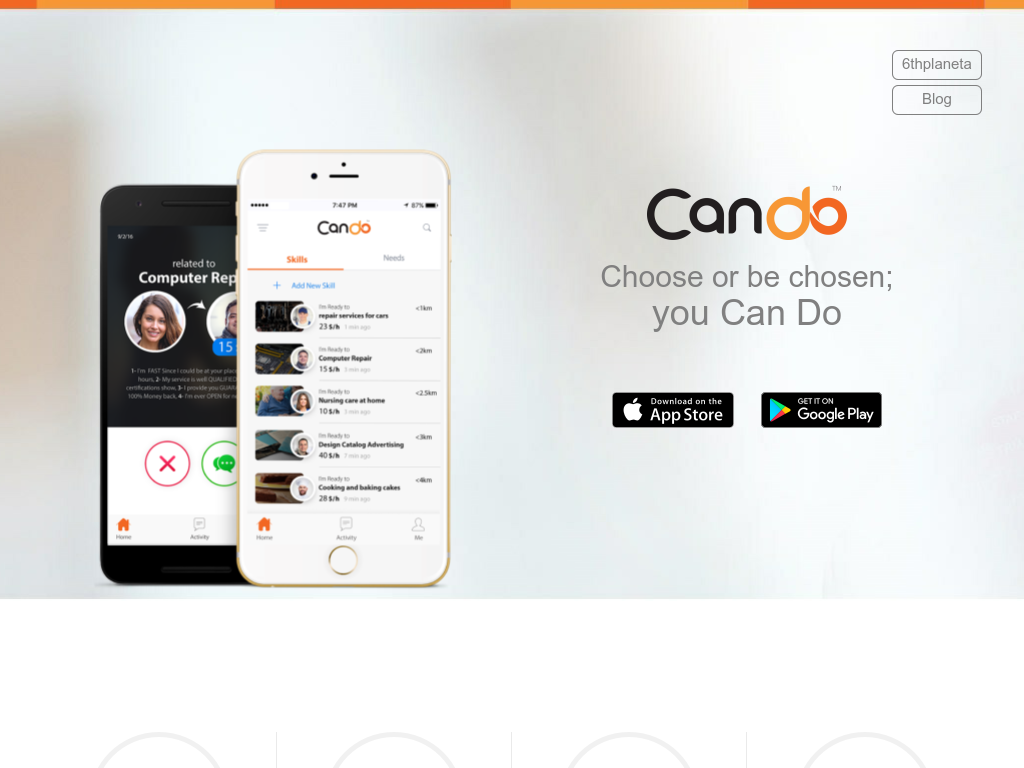 6thplaneta
Blog
Cando™
Choose or be chosen;
you Can Do
Download on the
App Store
GET IT ON
Google Play
5/2/16
related to
Computer Rep
15
1- I'm FAST Since I could be at your place
hours, 2- My service is well QUALIFIED
certifications show, 3- I provide you GUAR
100% Money back, 4- I'm ever OPEN for
Home
Activity
7:47 PM
87%
Cando
Skills
Needs
+ Add New Skill
I'm Ready to
<1km
repair services for cars
23 $/h 1 min ago
I'm Ready to
<2km
Computer Repair
15 $/h 3 min ago
I'm Ready to
<2.5km
Nursing care at home
10 $/h 3 min ago
I'm Ready to
<3km
Design Catalog Advertising
40 $/h 7 min ago
I'm Ready to
<4km
Cooking and baking cakes
28 $/h 9 min ago
Home
Activity
Me